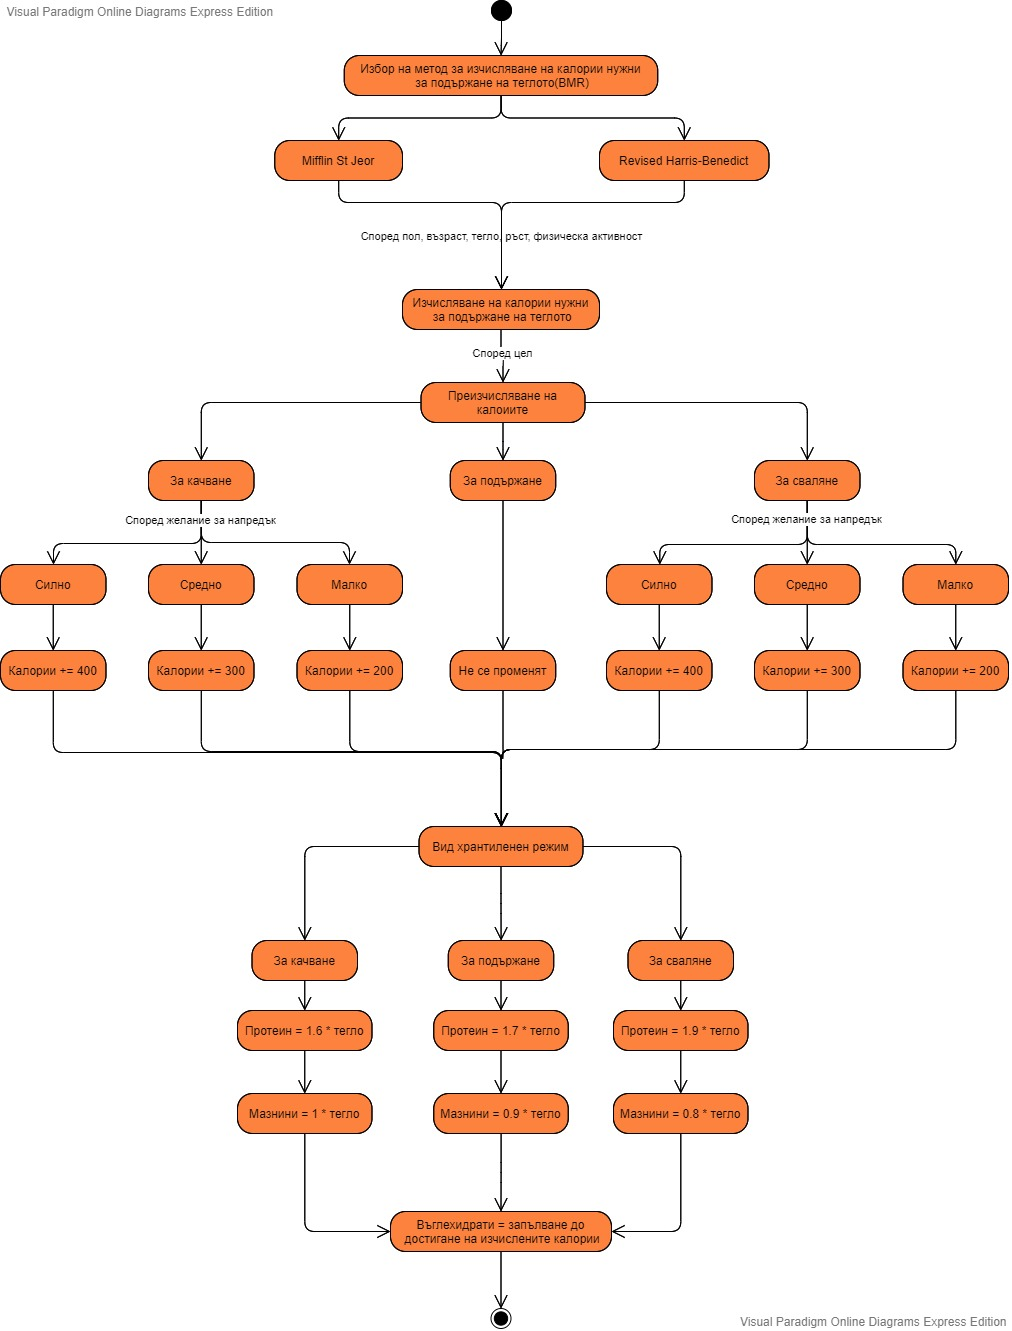 Visual Paradigm Online Diagrams Express Edition
Избор на метод за изчисляване на калории нужни
за подържане на теглото(BMR)
Mifflin St Jeor
Revised Harris-Benedict
Според пол, възраст, тегло, ръст, физическа активност
Изчисляване на калории нужни
за подържане на теглото
Според цел
Преизчисляване на
калоиите
За качване
За подържане
За сваляне
Според желание за напредък
Според желание за напредък
Силно
Средно
Малко
Силно
Средно
Малко
Калории += 400
Калории += 300
Калории += 200
Не се променят
Калории += 400
Калории += 300
Калории += 200
Вид хрантиленен режим
За качване
За подържане
За сваляне
Протеин = 1.6 * тегло
Протеин = 1.7 * тегло
Протеин = 1.9 * тегло
Мазнини = 1 * тегло
Мазнини = 0.9 * тегло
Мазнини = 0.8 * тегло
Въглехидрати = запълване до
достигане на изчислените калории
Visual Paradigm Online Diagrams Express Edition